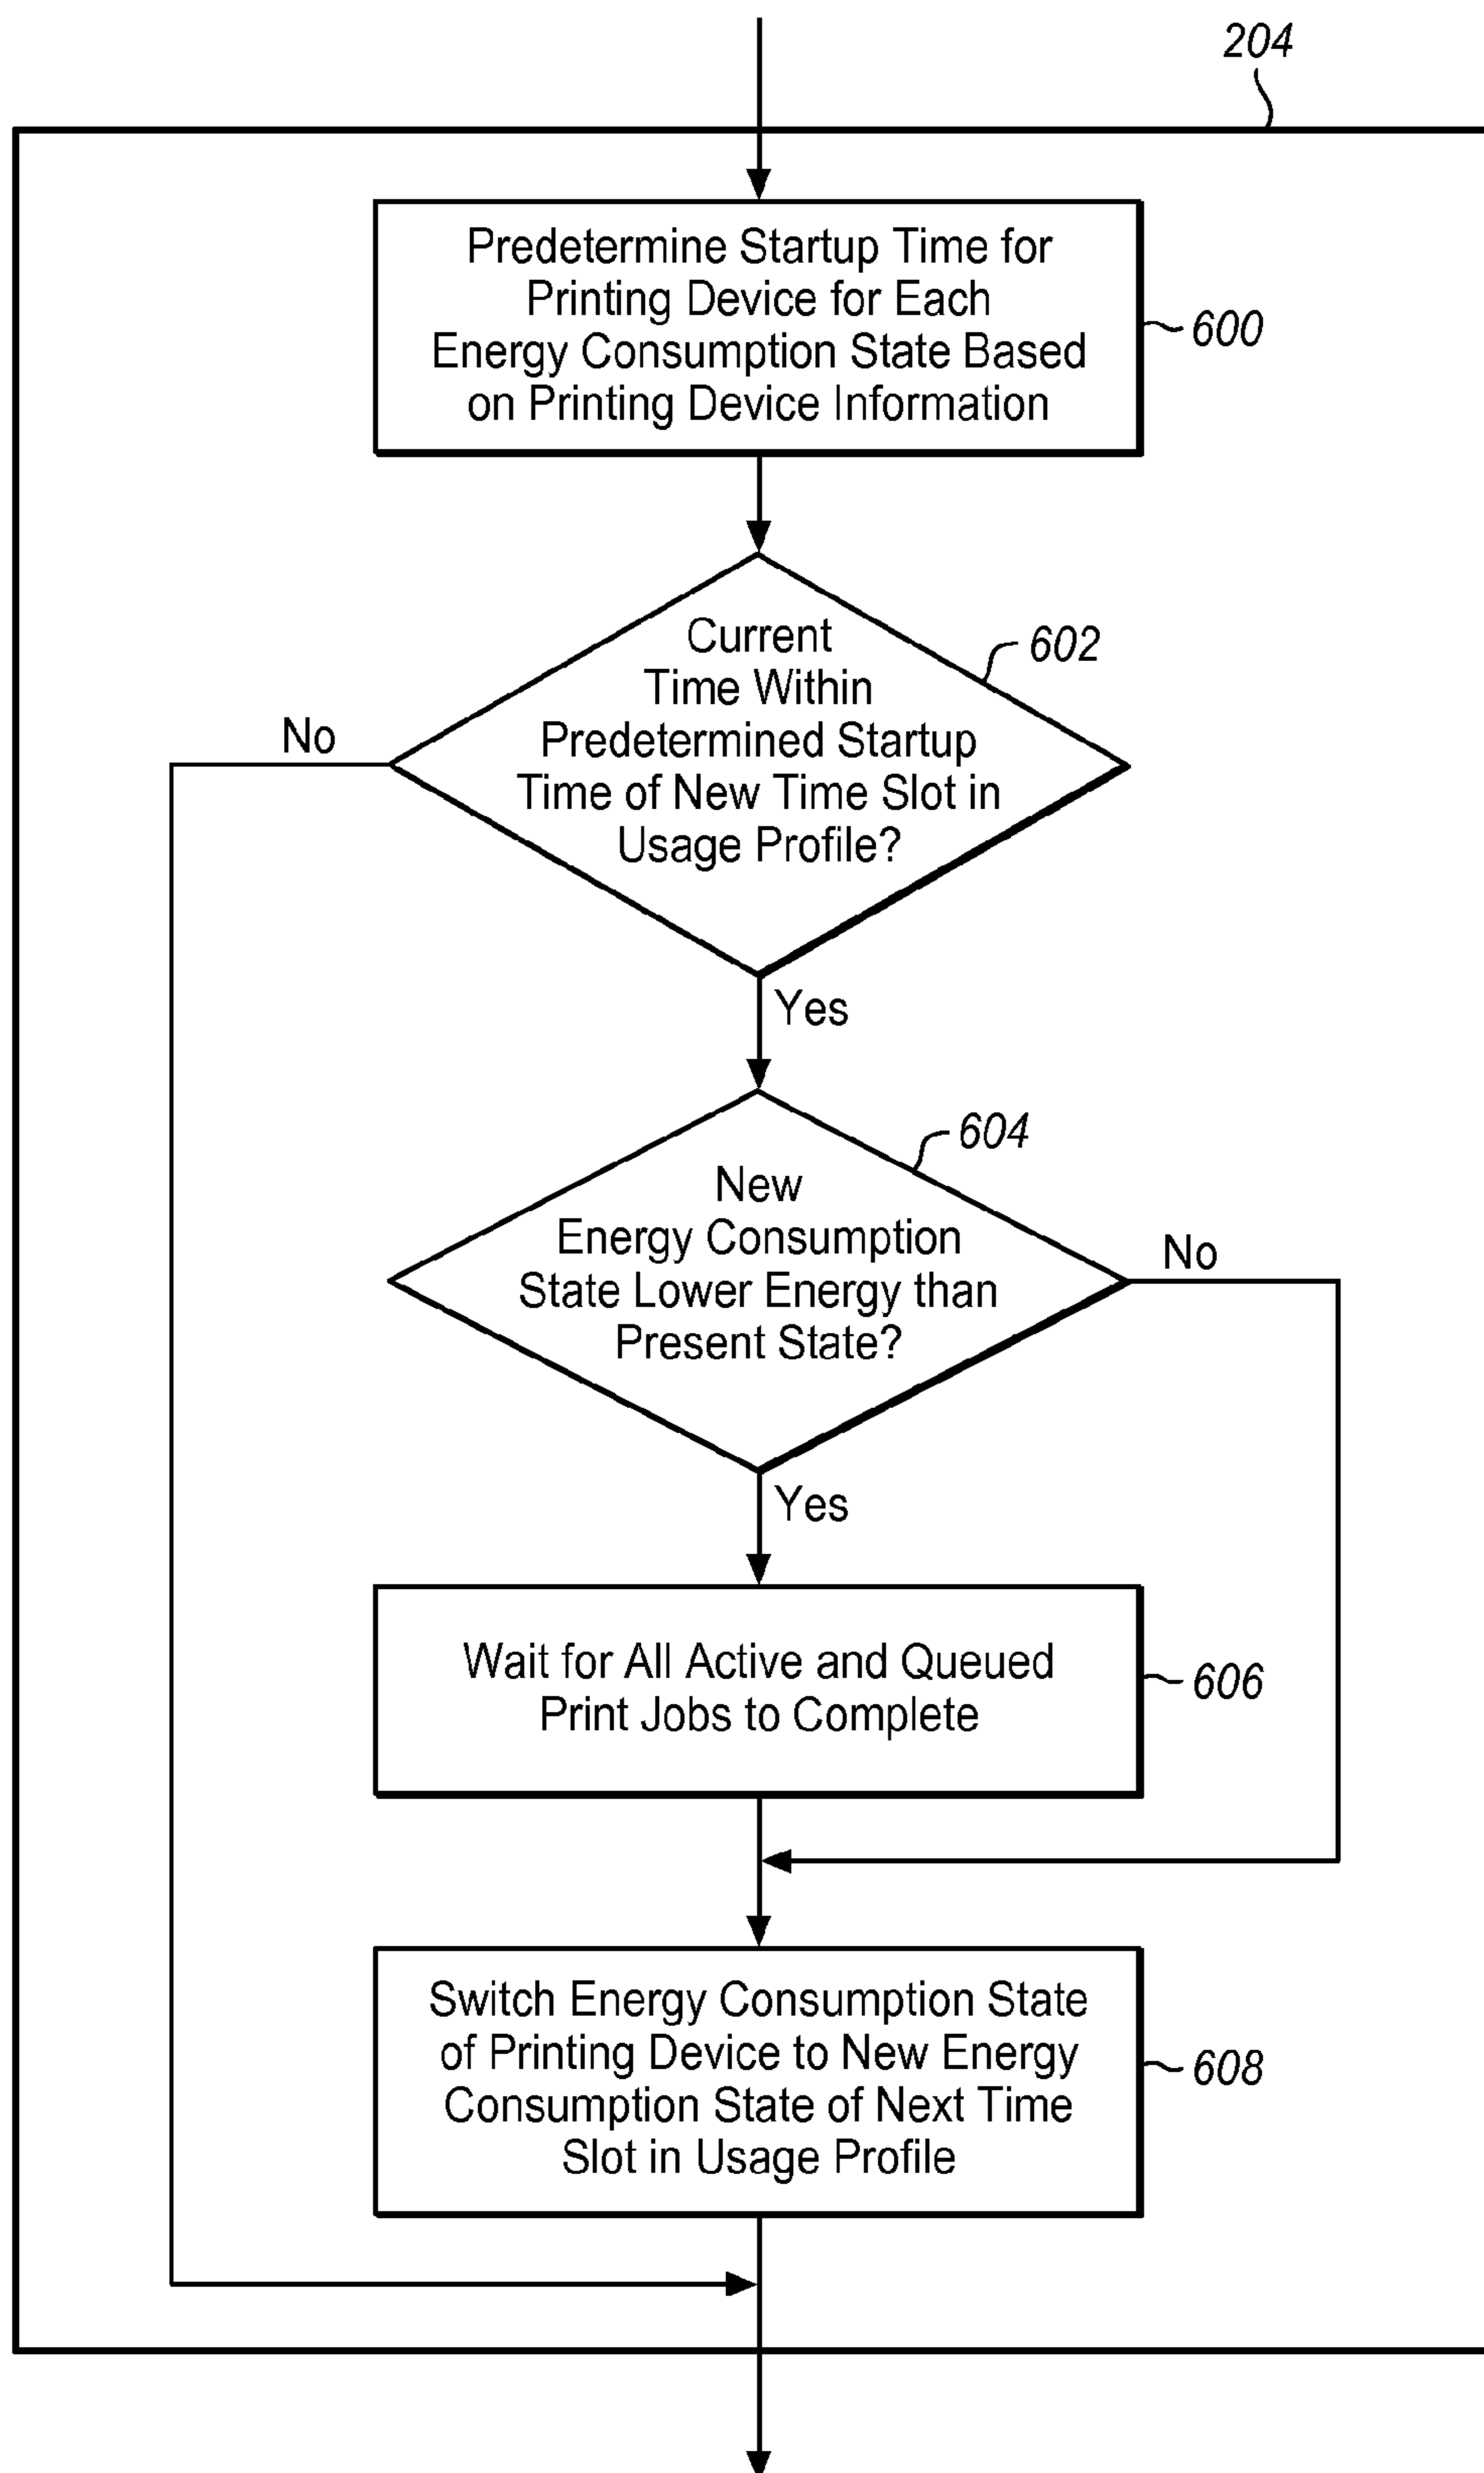 204
Predetermine Startup Time for
Printing Device for Each
Energy Consumption State Based
on Printing Device Information
600
Current
Time Within
Predetermined Startup
Time of New Time Slot in
Usage Profile?
602
No
Yes
New
Energy Consumption
State Lower Energy than
Present State?
604
No
Yes
Wait for All Active and Queued
Print Jobs to Complete
606
Switch Energy Consumption State
of Printing Device to New Energy
Consumption State of Next Time
Slot in Usage Profile
608